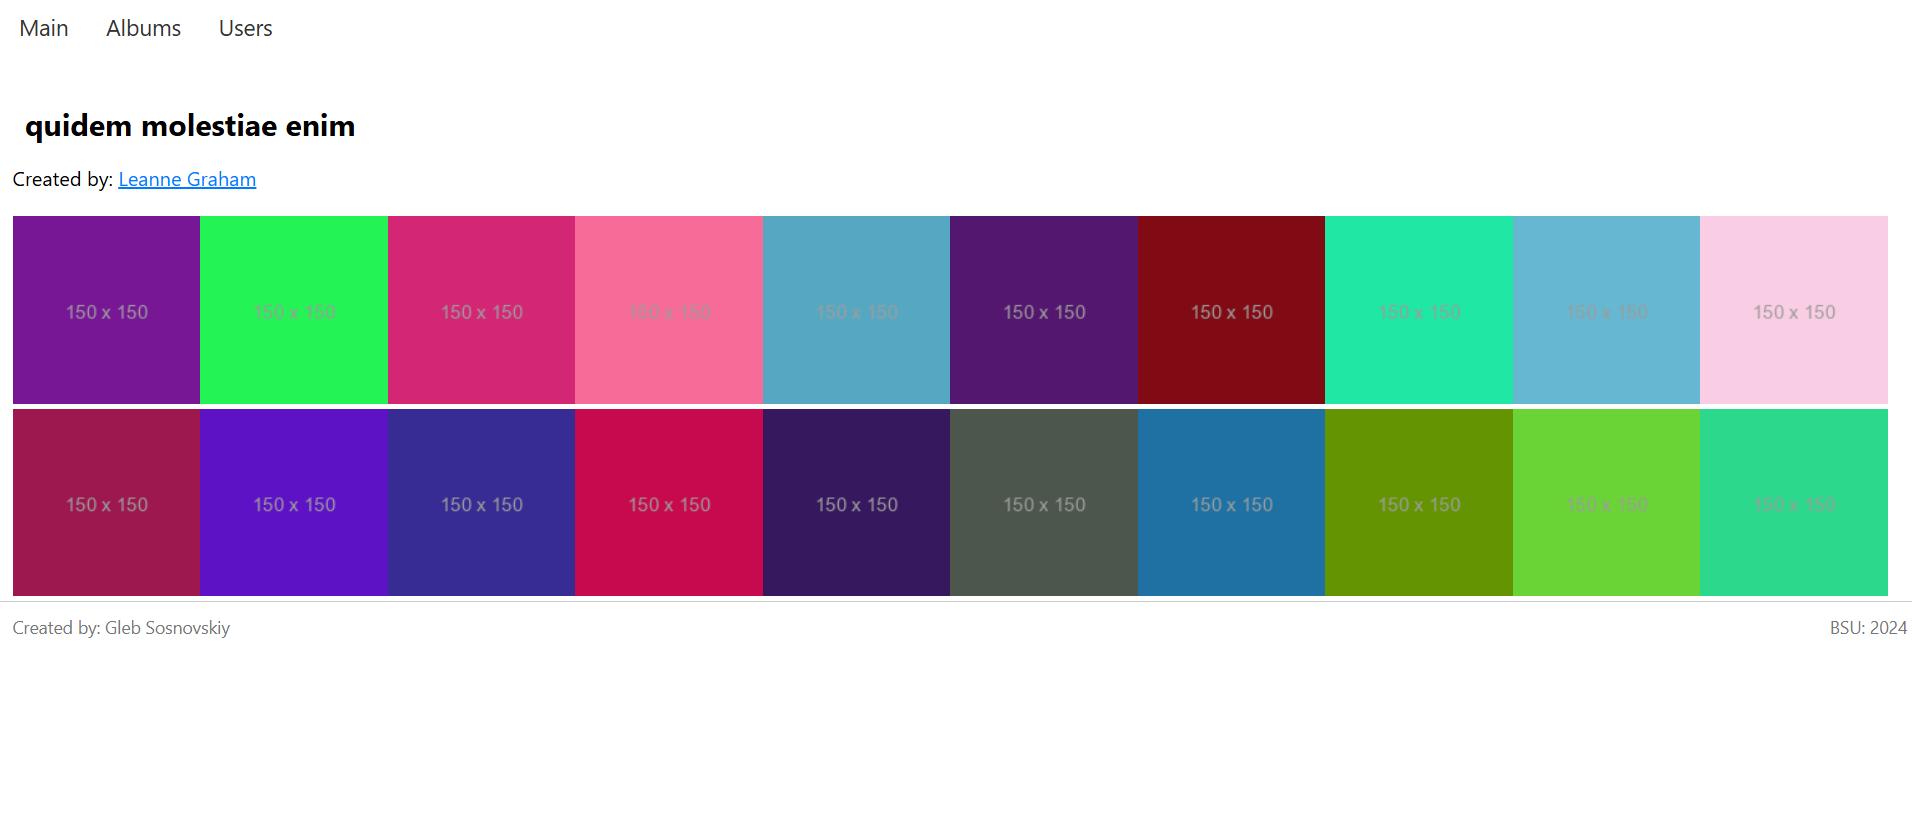 Main Albums Users
quidem molestiae enim
Created by: Leanne Graham
150 x 150 150 x 150 150 x 150 150 x 150 150 x 150 150 x 150 150 x 150 150 x 150 150 x 150 150 x 150
150 x 150 150 x 150 150 x 150 150 x 150 150 x 150 150 x 150 150 x 150 150 x 150 150 x 150 150 x 150
Created by: Gleb Sosnovskiy BSU: 2024